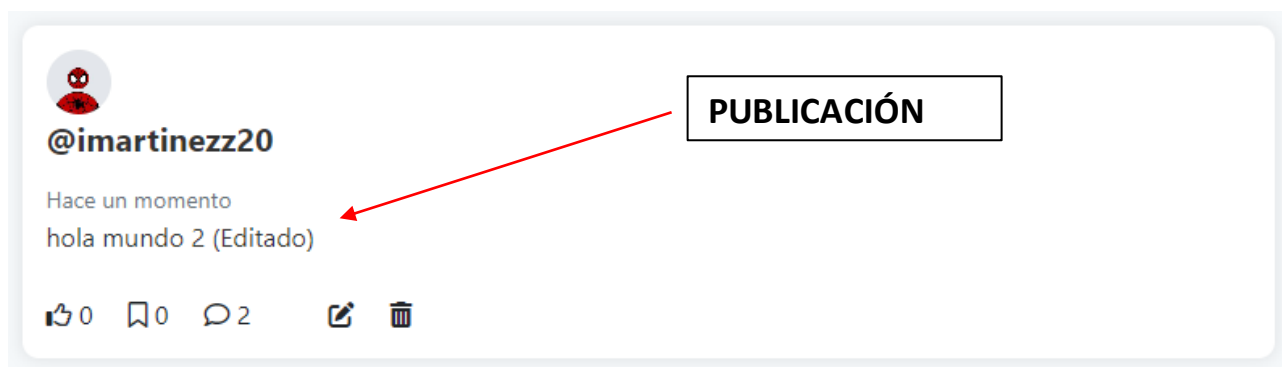 PUBLICACIÓN
@imartinezz20
Hace un momento
hola mundo 2 (Editado)
0 0 2